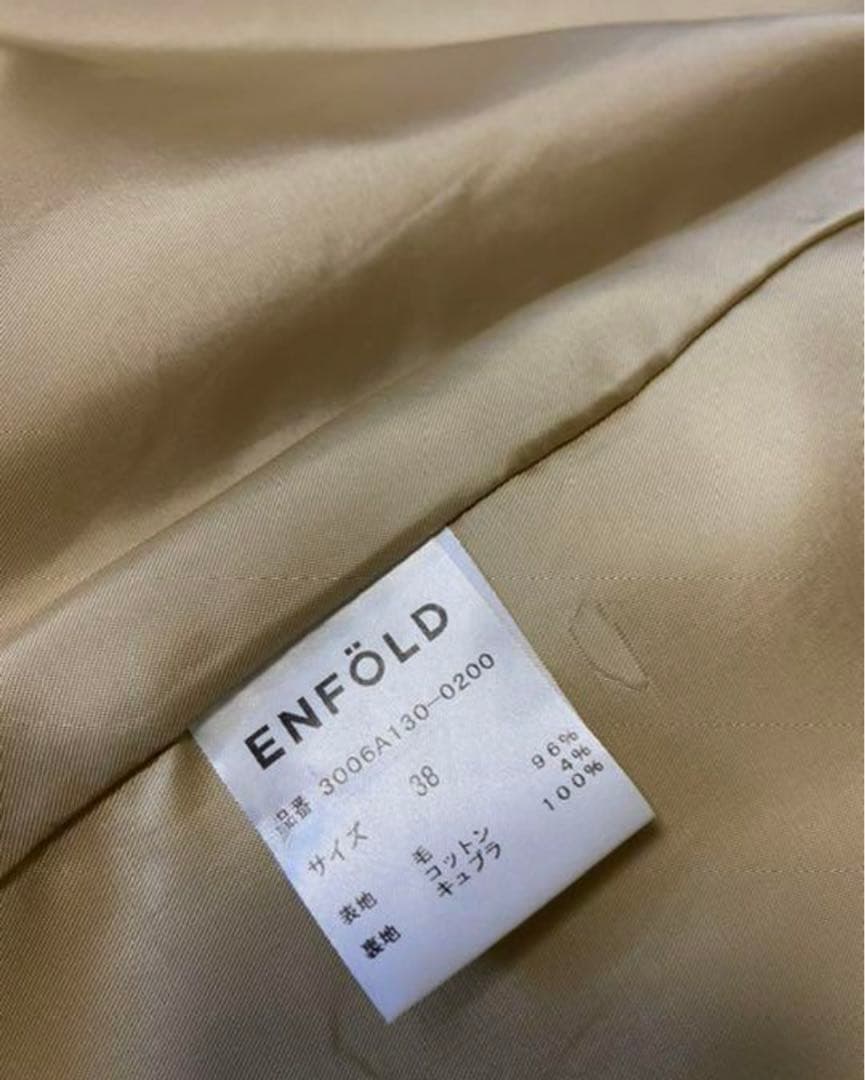 ENFÖLD
品番 3006A130-0200
サイズ 38
表地 毛 96%
コットン 4%
裏地 キュプラ 100%